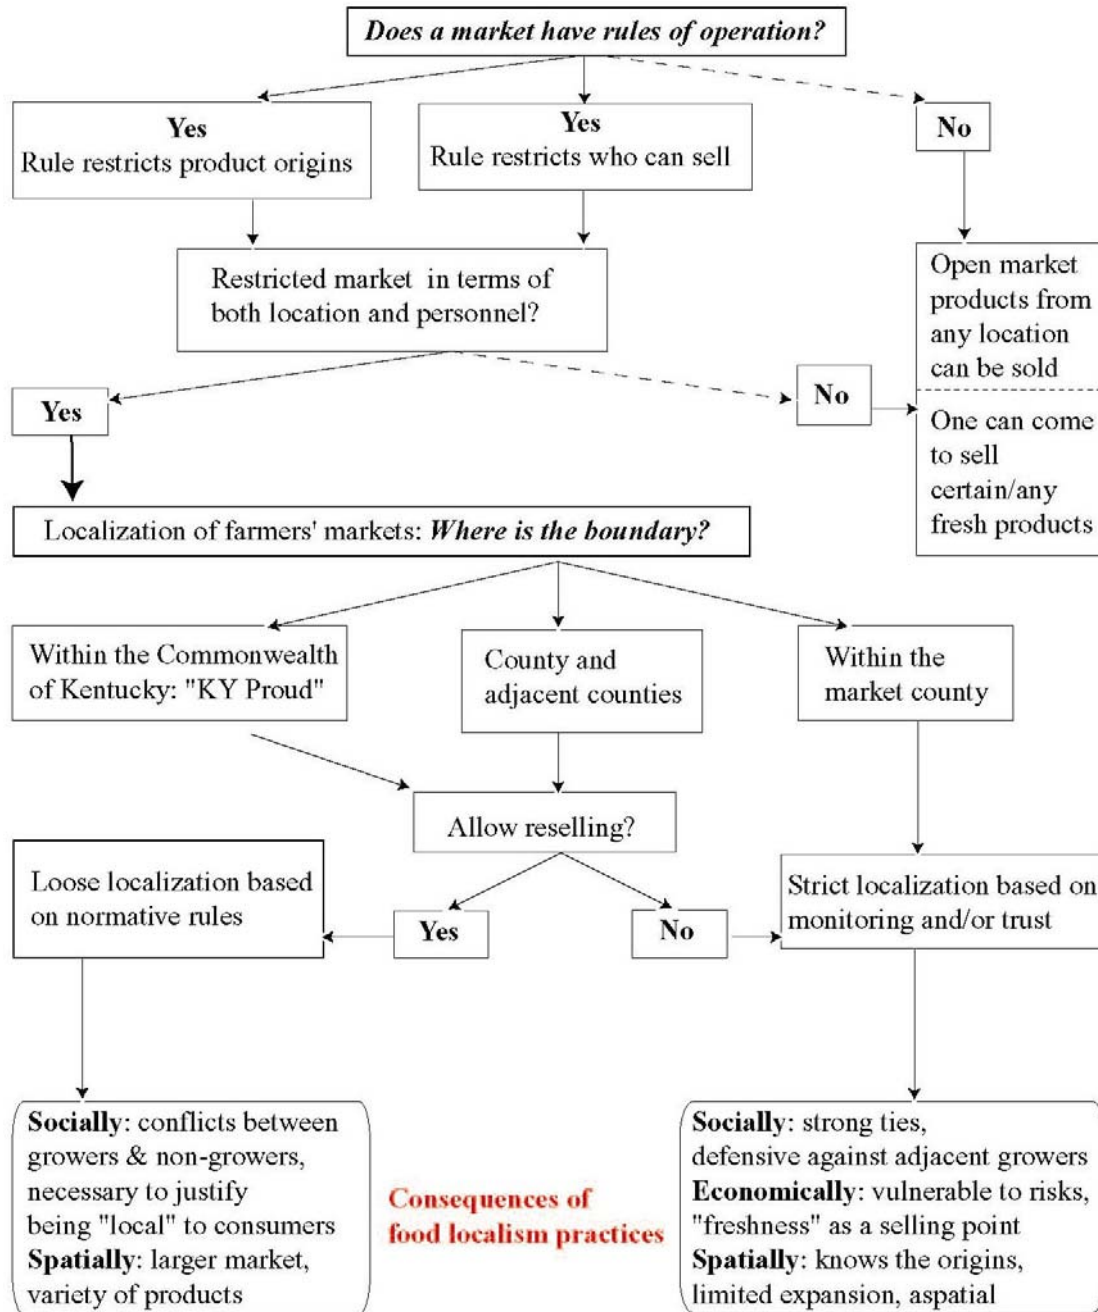 Does a market have rules of operation?
Yes
Rule restricts product origins
Yes
Rule restricts who can sell
No
Restricted market in terms of
both location and personnel?
Open market
products from
any location
can be sold
Yes
No
One can come
to sell
certain/any
fresh products
Localization of farmers' markets: Where is the boundary?
Within the Commonwealth
of Kentucky: "KY Proud"
County and
adjacent counties
Within the
market county
Allow reselling?
Loose localization based
on normative rules
Yes
No
Strict localization based on
monitoring and/or trust
Socially: conflicts between
growers & non-growers,
necessary to justify
being "local" to consumers
Spatially: larger market,
variety of products
Consequences of
food localism practices
Socially: strong ties,
defensive against adjacent growers
Economically: vulnerable to risks,
"freshness" as a selling point
Spatially: knows the origins,
limited expansion, aspatial